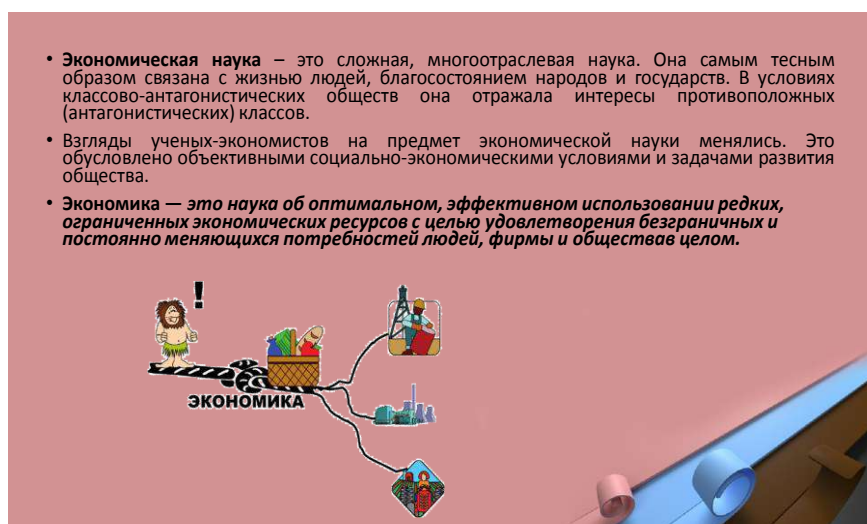 • Экономическая наука – это сложная, многоотраслевая наука. Она самым тесным
образом связана с жизнью людей, благосостоянием народов и государств. В условиях
классово-антагонистических обществ она отражала интересы противоположных
(антагонистических) классов.
• Взгляды ученых-экономистов на предмет экономической науки менялись. Это
обусловлено объективными социально-экономическими условиями и задачами развития
общества.
• Экономика — это наука об оптимальном, эффективном использовании редких,
ограниченных экономических ресурсов с целью удовлетворения безграничных и
постоянно меняющихся потребностей людей, фирмы и обществав целом.
!
ЭКОНОМИКА